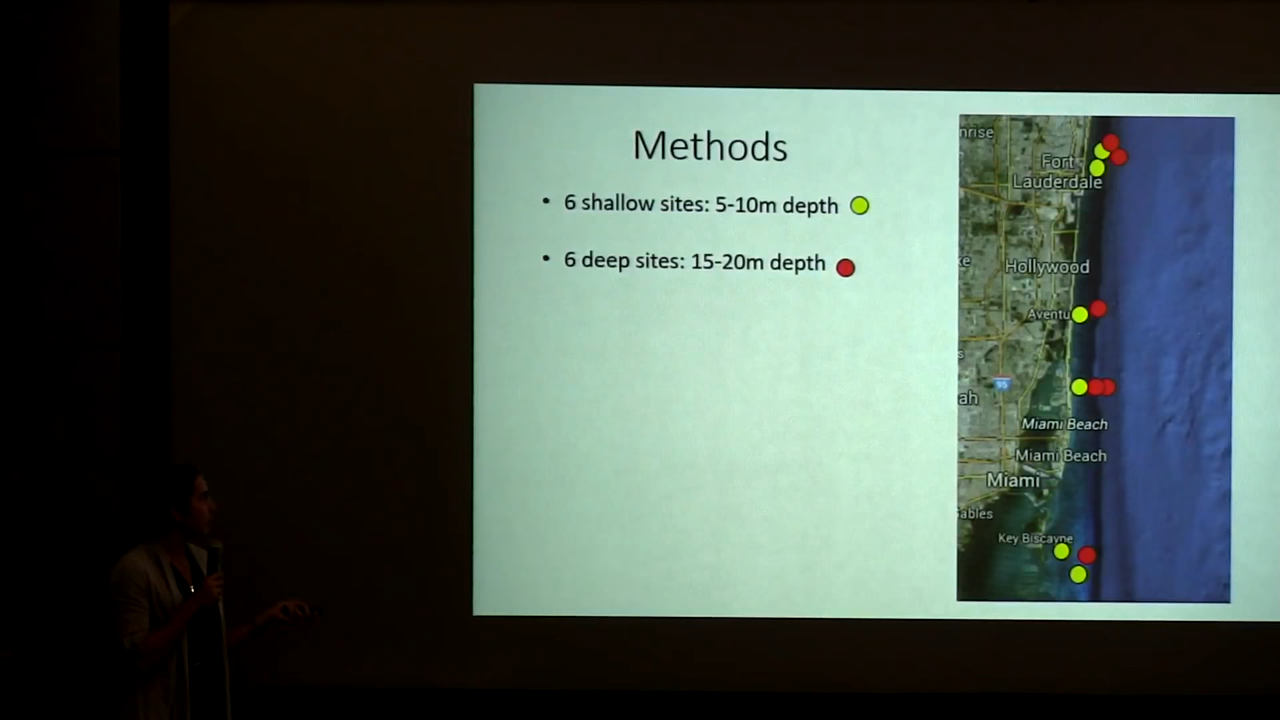 Methods
• 6 shallow sites: 5-10m depth
• 6 deep sites: 15-20m depth
nrise
Fort
Lauderdale
Hollywood
Aventu
95
ah
Miami Beach
Miami Beach
Miami
ables
Key Biscayne